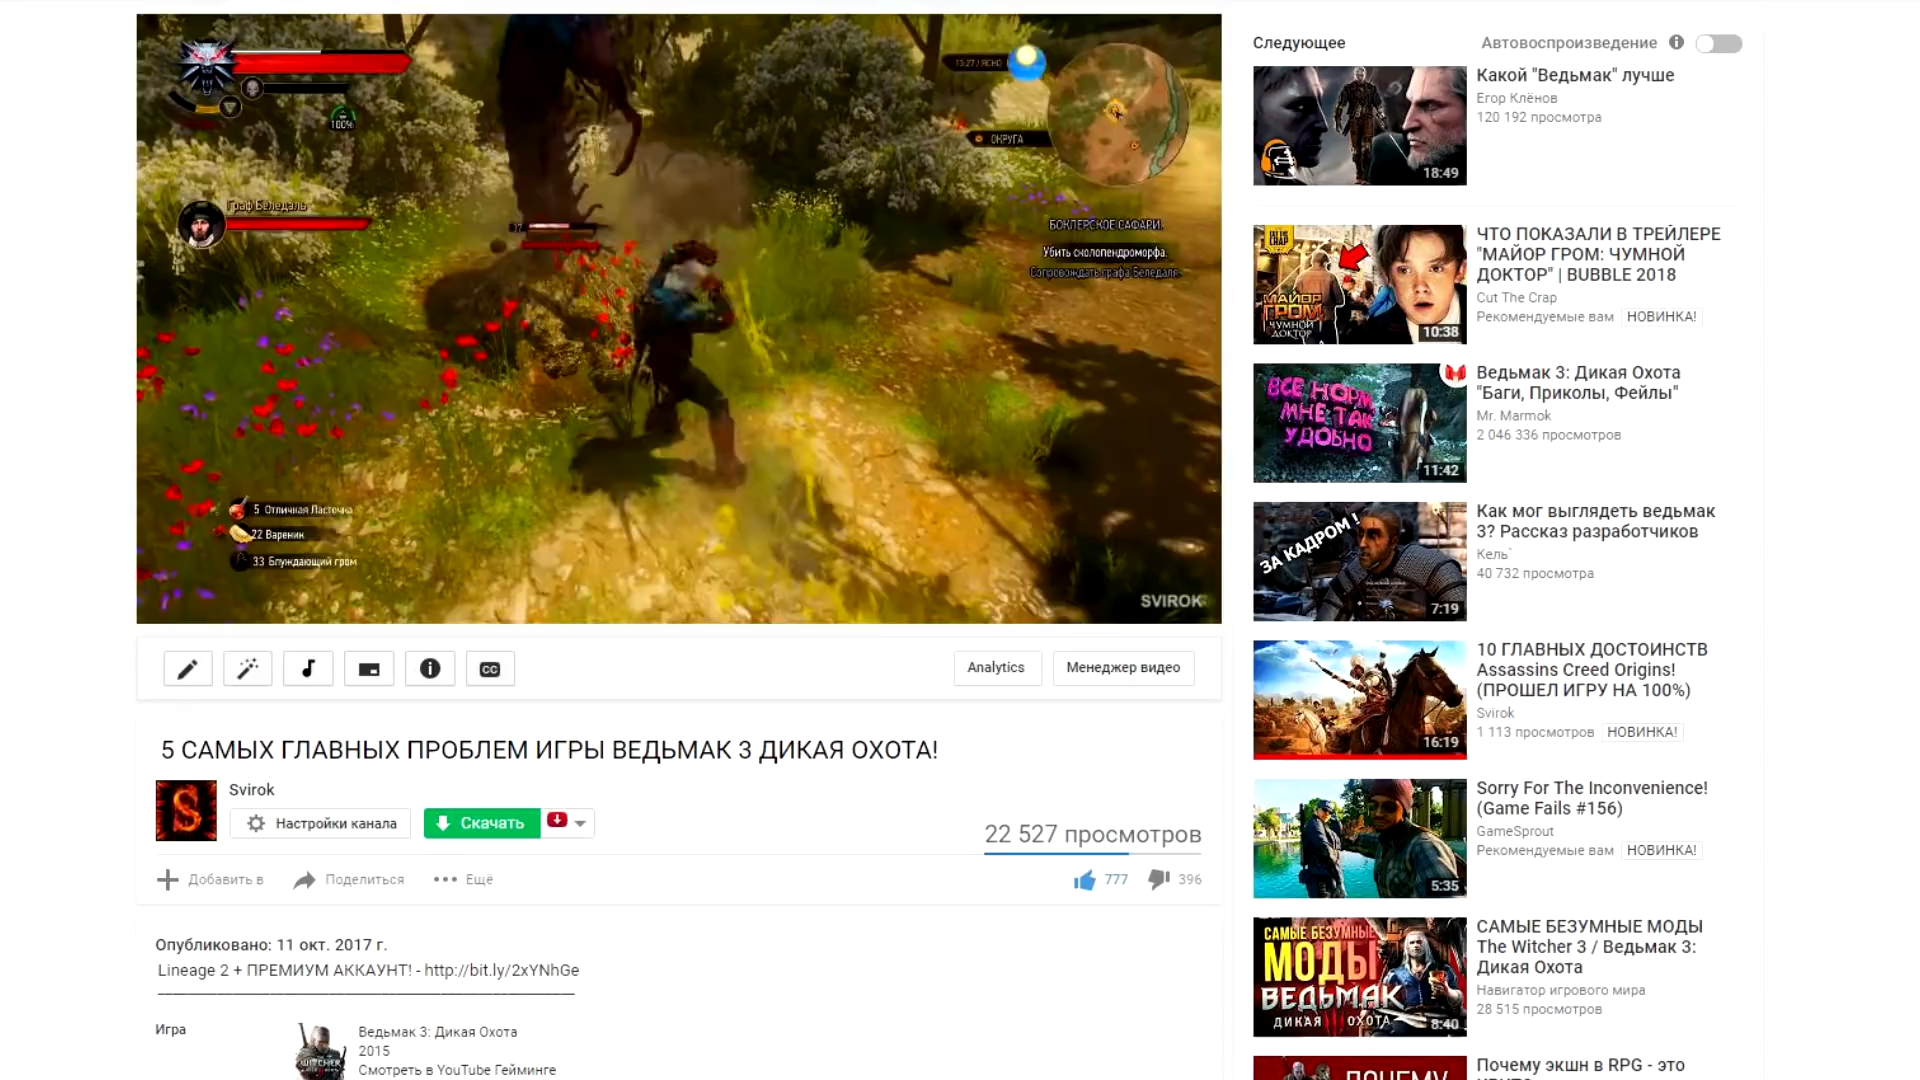 13:27 / ЯСНО
100%
ОКРУГА
Граф Беледаль
37
БОКЛЕРСКОЕ САФАРИ
Убить сколопендроморфа.
Сопровождать графа Беледаля.
5 Отличная Ласточка
22 Вареник
33 Блуждающий гром
SVIROK
CC
Analytics
Менеджер видео
5 САМЫХ ГЛАВНЫХ ПРОБЛЕМ ИГРЫ ВЕДЬМАК 3 ДИКАЯ ОХОТА!
Svirok
Настройки канала
Скачать
22 527 просмотров
Добавить в
Поделиться
Ещё
777
396
Опубликовано: 11 окт. 2017 г.
Lineage 2 + ПРЕМИУМ АККАУНТ! - http://bit.ly/2xYNhGe
Игра
WITCHER
Ведьмак 3: Дикая Охота
2015
Смотреть в YouTube Гейминге
Следующее
Автовоспроизведение
18:49
Какой "Ведьмак" лучше
Егор Клёнов
120 192 просмотра
CUT THE CRAP
МАЙОР
ГРОМ
ЧУМНОЙ
ДОКТОР
10:38
ЧТО ПОКАЗАЛИ В ТРЕЙЛЕРЕ
"МАЙОР ГРОМ: ЧУМНОЙ
ДОКТОР" | BUBBLE 2018
Cut The Crap
Рекомендуемые вам НОВИНКА!
ВСЕ НОРМ
МНЕ ТАК
УДОБНО
11:42
Ведьмак 3: Дикая Охота
"Баги, Приколы, Фейлы"
Mr. Marmok
2 046 336 просмотров
ЗА КАДРОМ !
7:19
Как мог выглядеть ведьмак
3? Рассказ разработчиков
Кель`
40 732 просмотра
16:19
10 ГЛАВНЫХ ДОСТОИНСТВ
Assassins Creed Origins!
(ПРОШЕЛ ИГРУ НА 100%)
Svirok
1 113 просмотров НОВИНКА!
5:35
Sorry For The Inconvenience!
(Game Fails #156)
GameSprout
Рекомендуемые вам НОВИНКА!
САМЫЕ БЕЗУМНЫЕ
МОДЫ
ВЕДЬМАК
ДИКАЯ ОХОТА
8:40
САМЫЕ БЕЗУМНЫЕ МОДЫ
The Witcher 3 / Ведьмак 3:
Дикая Охота
Навигатор игрового мира
28 515 просмотров
ПОЧЕМУ
Почему экшн в RPG - это